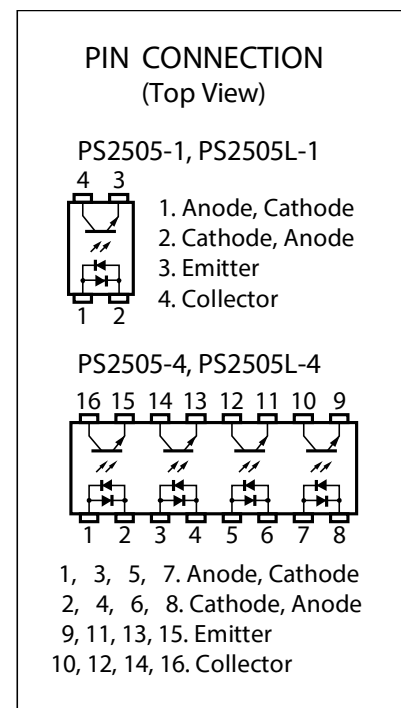 PIN CONNECTION
(Top View)
PS2505-1, PS2505L-1
4 3
1. Anode, Cathode
2. Cathode, Anode
3. Emitter
4. Collector
1 2
PS2505-4, PS2505L-4
16 15 14 13 12 11 10 9
1 2 3 4 5 6 7 8
1, 3, 5, 7. Anode, Cathode
2, 4, 6, 8. Cathode, Anode
9, 11, 13, 15. Emitter
10, 12, 14, 16. Collector